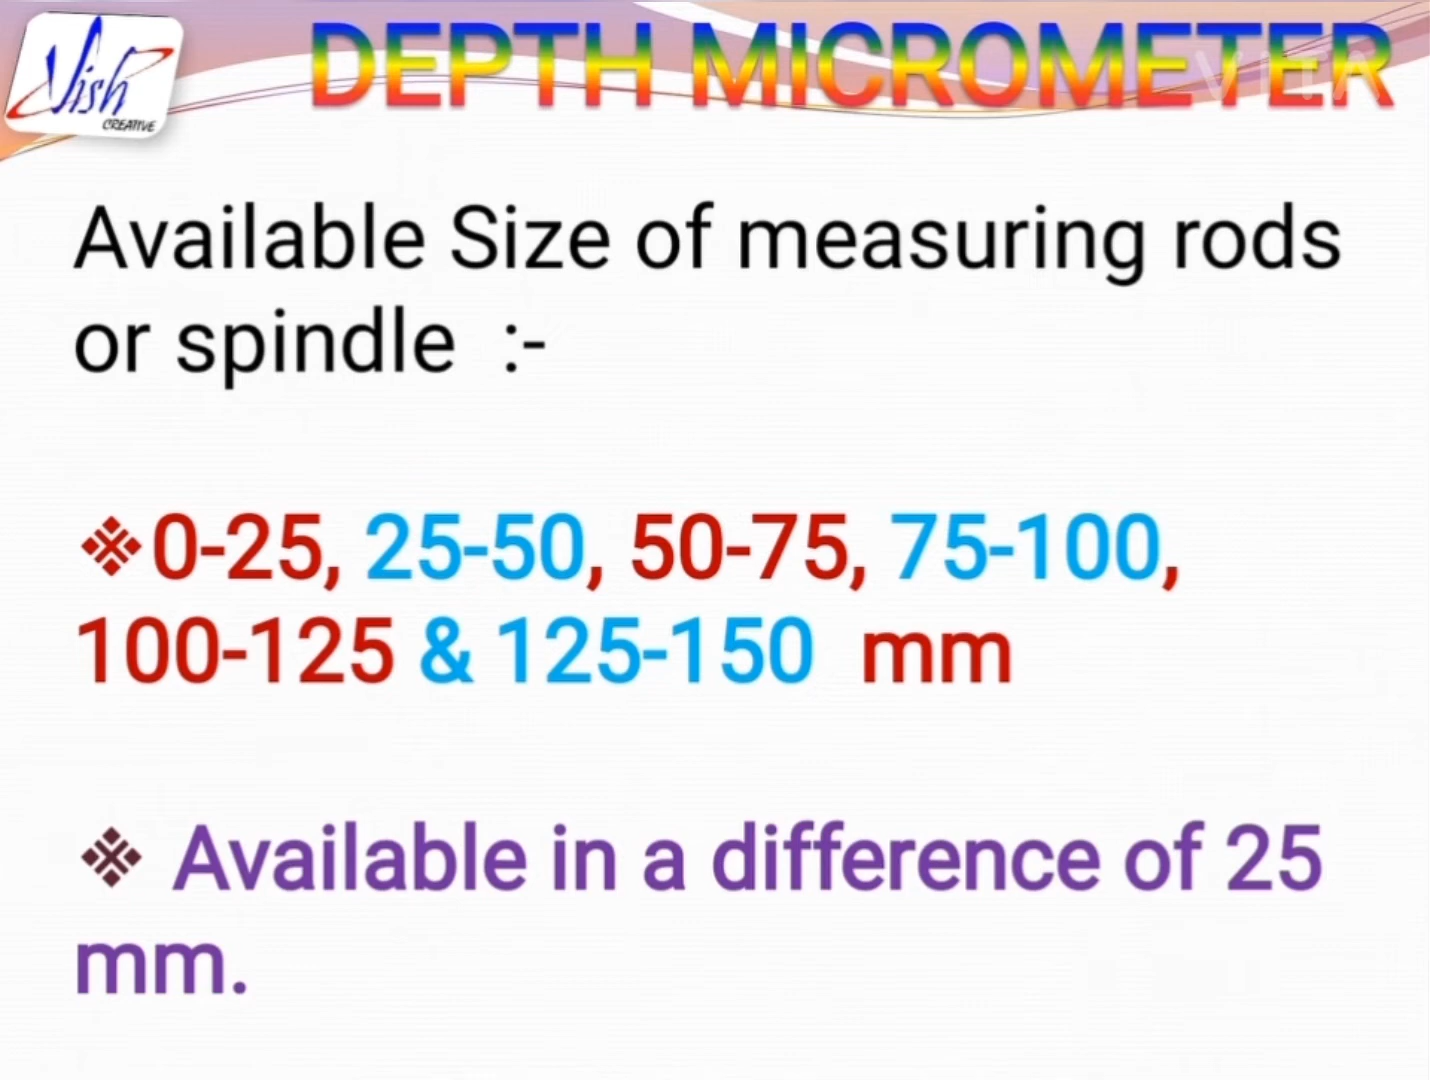 Vish
CREATIVE
DEPTH MICROMETER
VITA
Available Size of measuring rods
or spindle :-
❖0-25, 25-50, 50-75, 75-100,
100-125 & 125-150 mm
❖ Available in a difference of 25
mm.